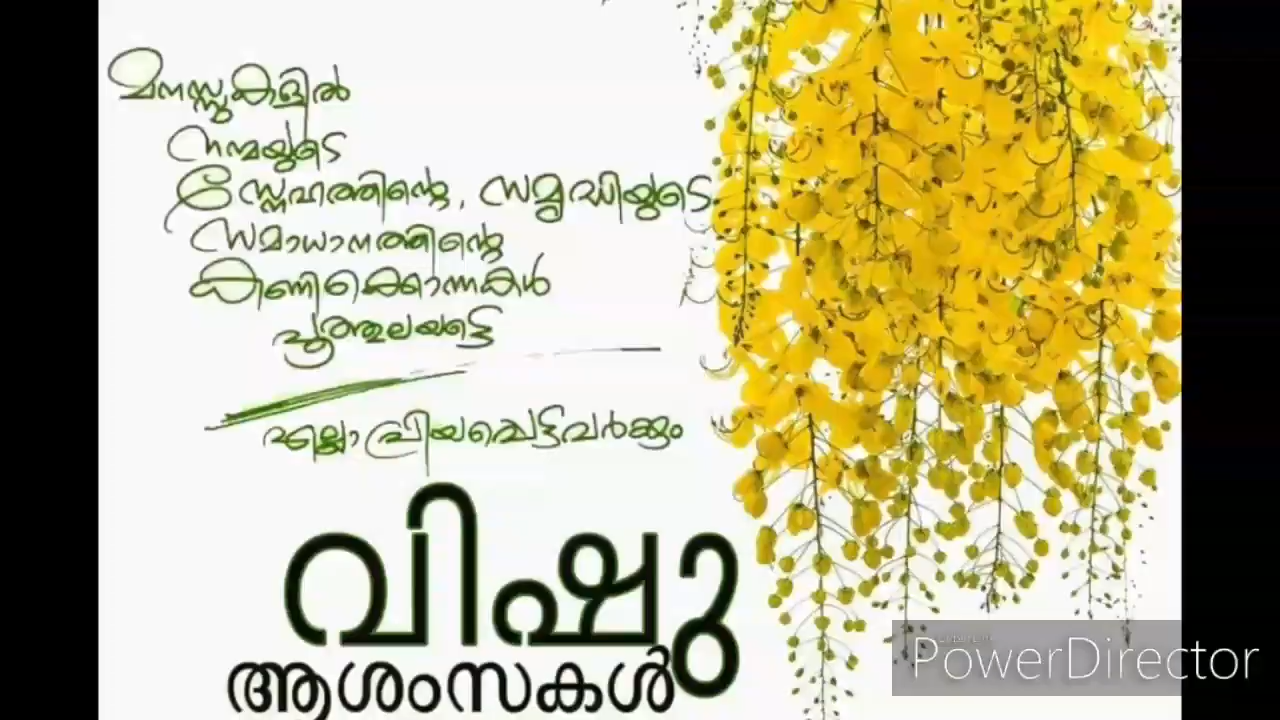 മനസ്സുകളിൽ
നന്മയുടെ
സ്നേഹത്തിന്റെ, സമൃദ്ധിയുടെ
സമാധാനത്തിന്റെ
കണിക്കൊന്നകൾ
പൂത്തുലയട്ടെ
എല്ലാ പ്രിയപ്പെട്ടവർക്കും
വിഷു
ആശംസകൾ
PowerDirector